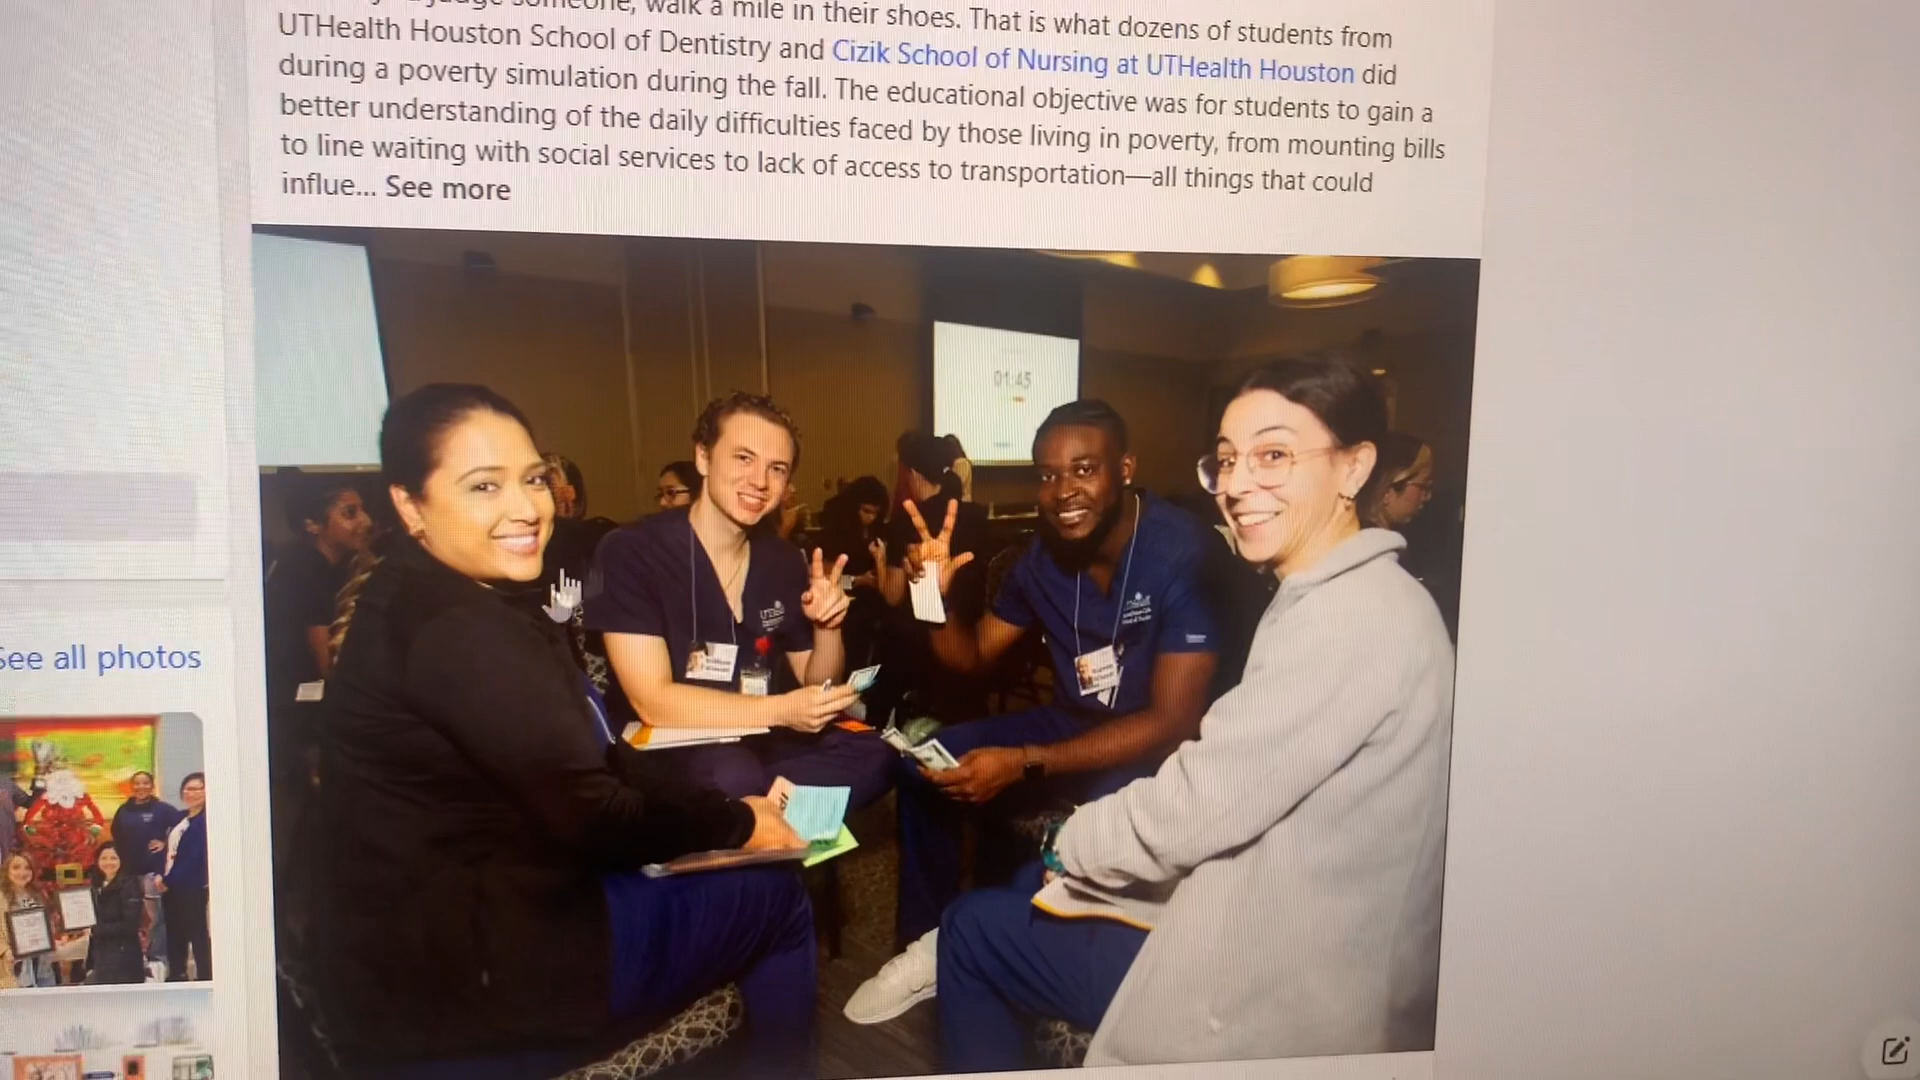 someone, walk a mile in their shoes. That is what dozens of students from
UTHealth Houston School of Dentistry and Cizik School of Nursing at UTHealth Houston did
during a poverty simulation during the fall. The educational objective was for students to gain a
better understanding of the daily difficulties faced by those living in poverty, from mounting bills
to line waiting with social services to lack of access to transportation—all things that could
influe... See more
01:45
See all photos